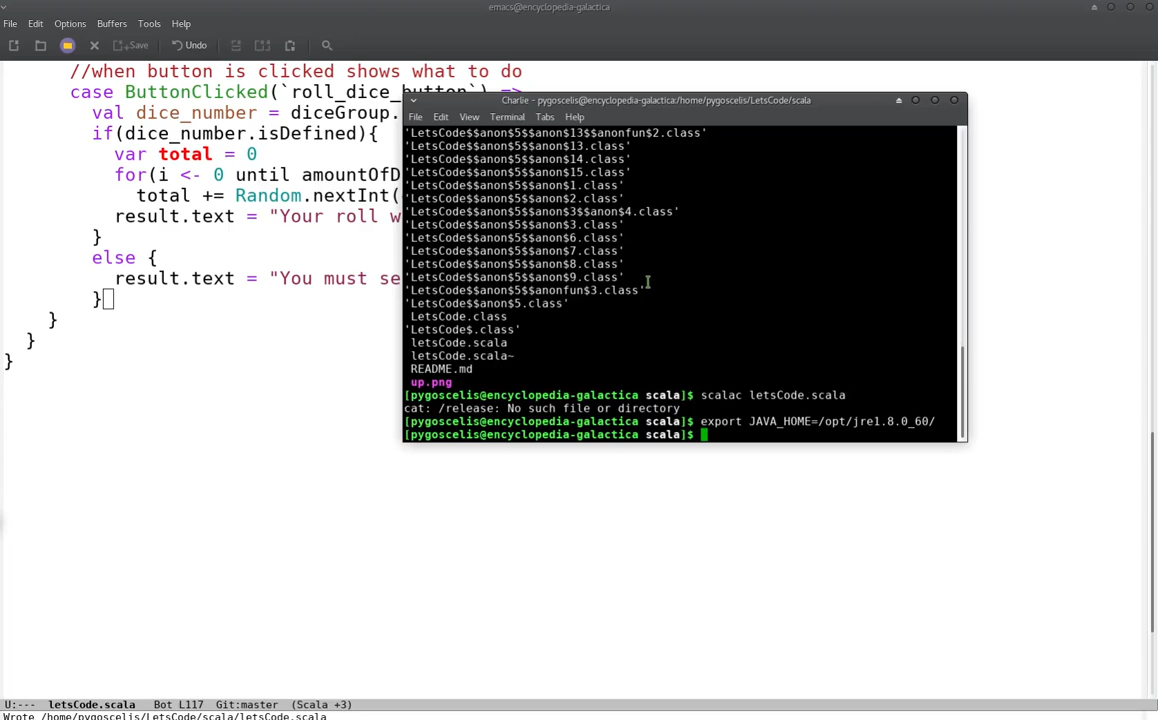 emacs@encyclopedia-galactica
File Edit Options Buffers Tools Help
Save Undo
//when button is clicked shows what to do
case ButtonClicked(`roll_dice_button`) =>
val dice_number = diceGroup.
if(dice_number.isDefined){
var total = 0
for(i <- 0 until amountOfD
total += Random.nextInt(
result.text = "Your roll w
}
else {
result.text = "You must se
}
}
}
}
Charlie - pygoscelis@encyclopedia-galactica:/home/pygoscelis/LetsCode/scala
File Edit View Terminal Tabs Help
'LetsCode$$anon$5$$anon$13$$anonfun$2.class'
'LetsCode$$anon$5$$anon$13.class'
'LetsCode$$anon$5$$anon$14.class'
'LetsCode$$anon$5$$anon$15.class'
'LetsCode$$anon$5$$anon$1.class'
'LetsCode$$anon$5$$anon$2.class'
'LetsCode$$anon$5$$anon$3$$anon$4.class'
'LetsCode$$anon$5$$anon$3.class'
'LetsCode$$anon$5$$anon$6.class'
'LetsCode$$anon$5$$anon$7.class'
'LetsCode$$anon$5$$anon$8.class'
'LetsCode$$anon$5$$anon$9.class'
'LetsCode$$anon$5$$anonfun$3.class'
'LetsCode$$anon$5.class'
LetsCode.class
'LetsCode$.class'
letsCode.scala
letsCode.scala~
README.md
up.png
[pygoscelis@encyclopedia-galactica scala]$ scalac letsCode.scala
cat: /release: No such file or directory
[pygoscelis@encyclopedia-galactica scala]$ export JAVA_HOME=/opt/jre1.8.0_60/
[pygoscelis@encyclopedia-galactica scala]$
U:--- letsCode.scala Bot L117 Git:master (Scala +3)
Wrote /home/pygoscelis/LetsCode/scala/letsCode.scala